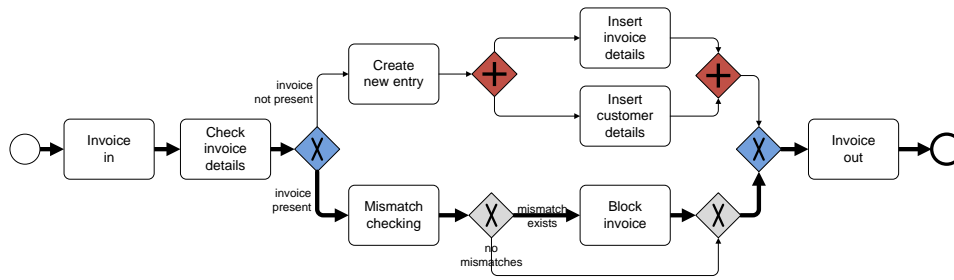 Insert
invoice
details
Create
new entry
invoice
not present
Insert
customer
details
Invoice
in
Check
invoice
details
X
X
Invoice
out
invoice
present
Mismatch
checking
X
mismatch
exists
Block
invoice
X
no
mismatches